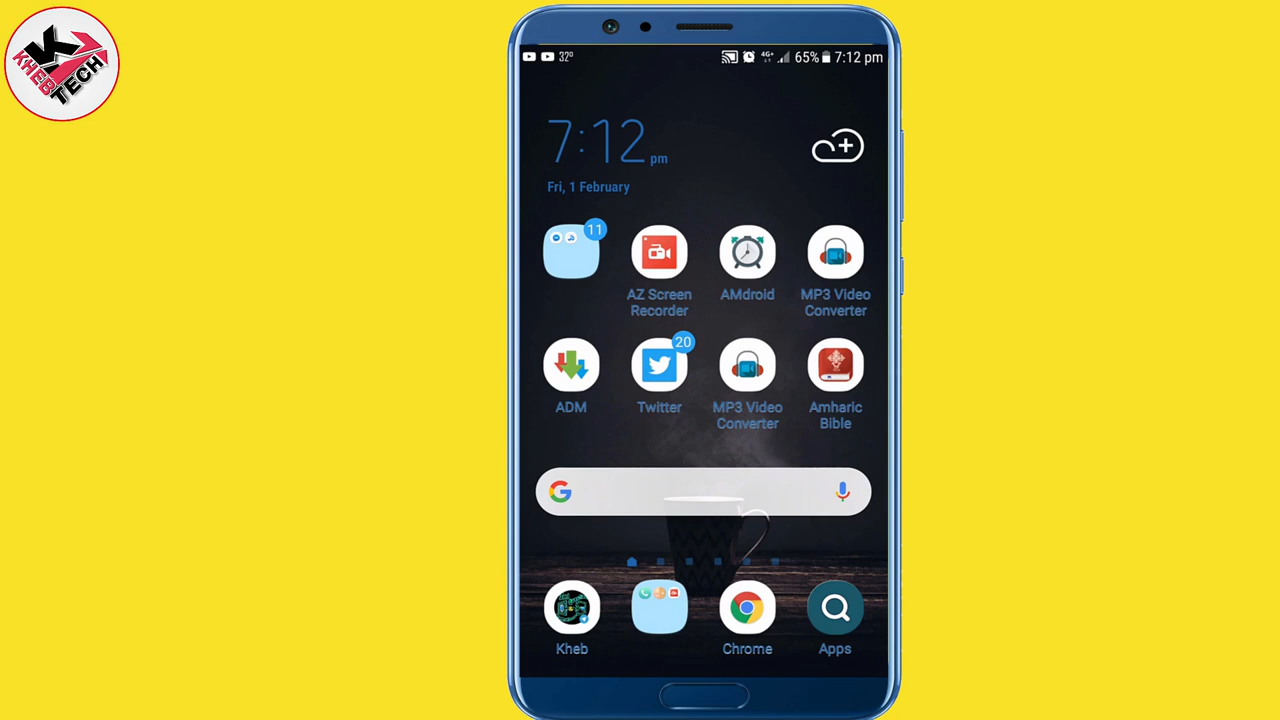 K
KHEB
TECH
32°
4G+
65%
7:12 pm
7:12 pm
Fri, 1 February
11
AZ Screen
Recorder
AMdroid
MP3 Video
Converter
20
ADM
Twitter
MP3 Video
Converter
Amharic
Bible
G
Kheb
Chrome
Apps